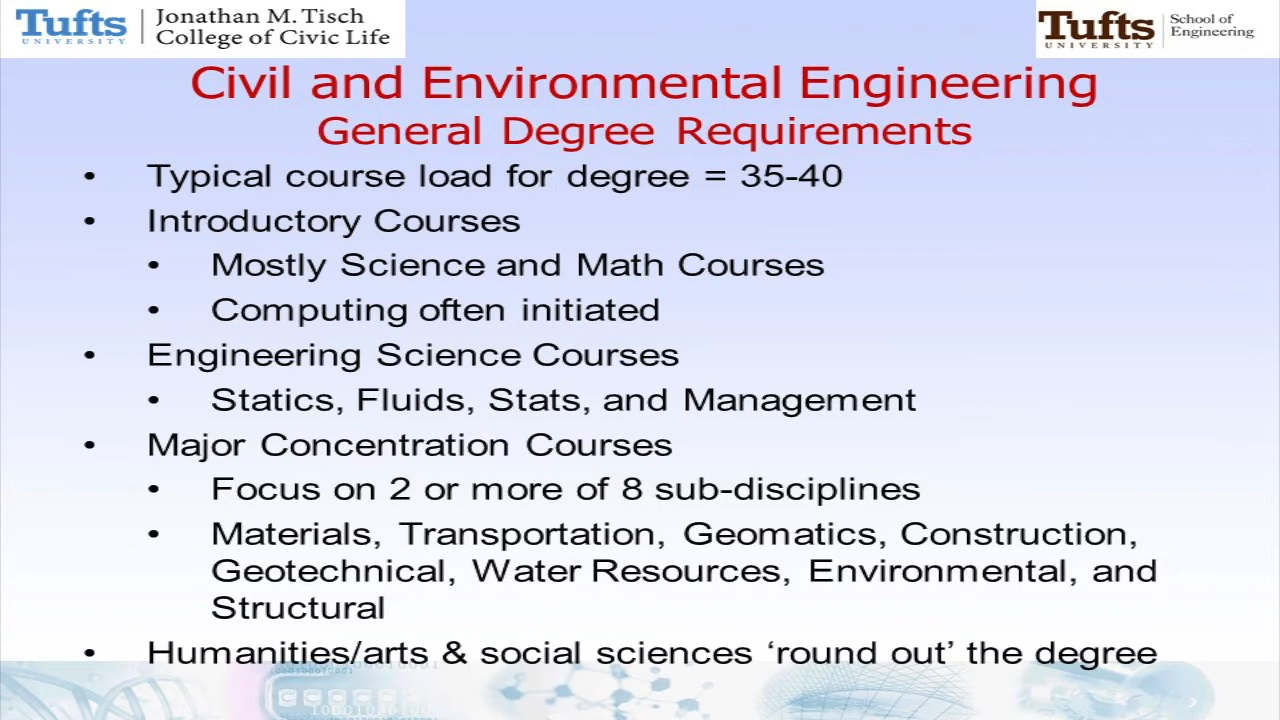 Tufts
UNIVERSITY
Jonathan M. Tisch
College of Civic Life
Tufts
UNIVERSITY
School of
Engineering
Civil and Environmental Engineering
General Degree Requirements
• Typical course load for degree = 35-40
• Introductory Courses
• Mostly Science and Math Courses
• Computing often initiated
• Engineering Science Courses
• Statics, Fluids, Stats, and Management
• Major Concentration Courses
• Focus on 2 or more of 8 sub-disciplines
• Materials, Transportation, Geomatics, Construction,
Geotechnical, Water Resources, Environmental, and
Structural
• Humanities/arts & social sciences ‘round out’ the degree